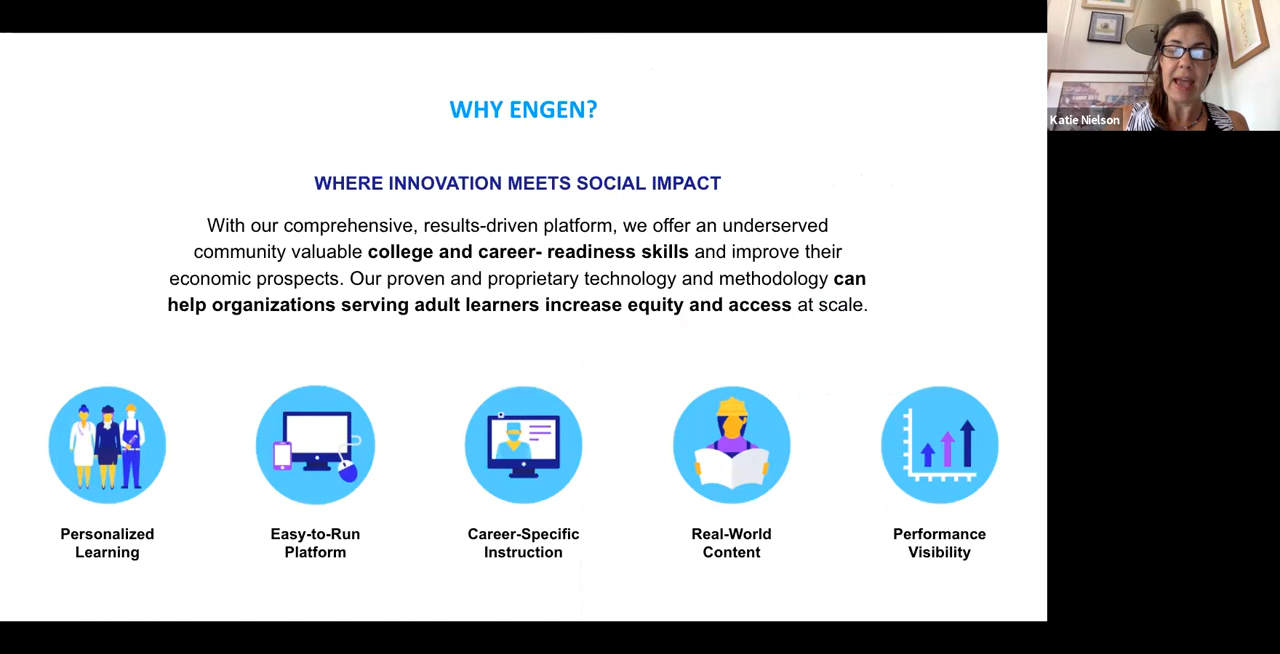 WHY ENGEN?
WHERE INNOVATION MEETS SOCIAL IMPACT
With our comprehensive, results-driven platform, we offer an underserved
community valuable college and career- readiness skills and improve their
economic prospects. Our proven and proprietary technology and methodology can
help organizations serving adult learners increase equity and access at scale.
Personalized
Learning
Easy-to-Run
Platform
Career-Specific
Instruction
Real-World
Content
Performance
Visibility
Katie Nielson